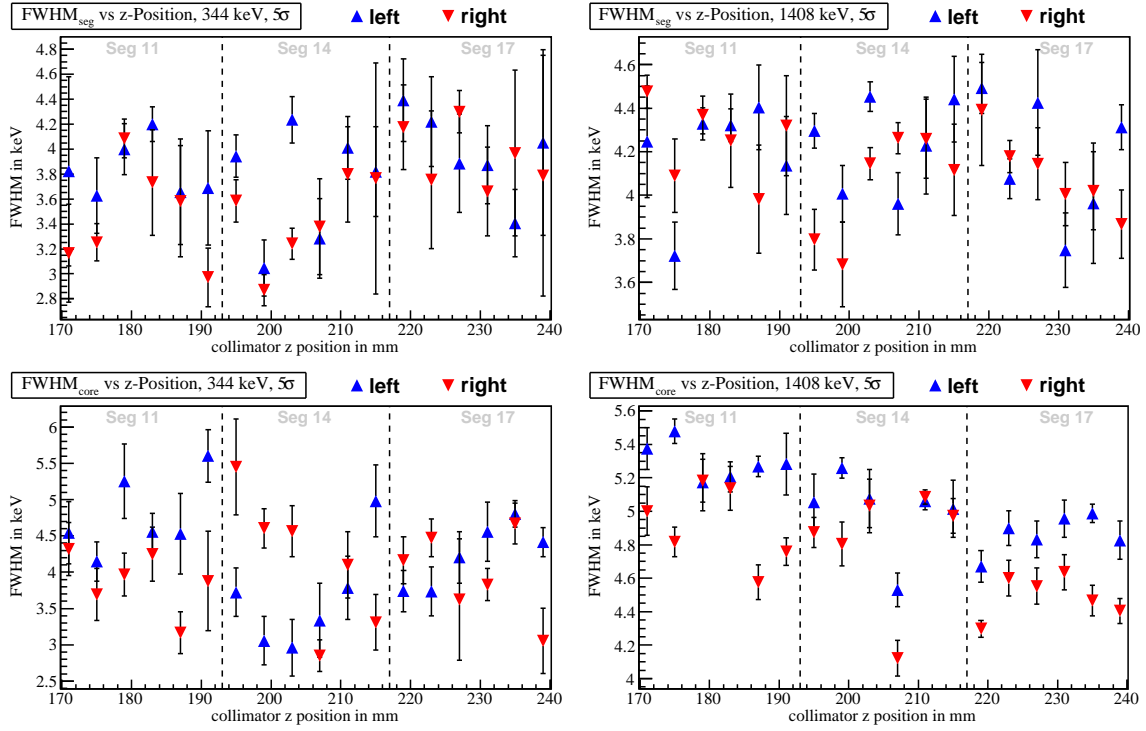 FWHM_seg vs z-Position, 344 keV, 5σ
left right
Seg 11 Seg 14 Seg 17
FWHM in keV
4.8
4.6
4.4
4.2
4
3.8
3.6
3.4
3.2
3
2.8
170 180 190 200 210 220 230 240
collimator z position in mm
FWHM_seg vs z-Position, 1408 keV, 5σ
left right
Seg 11 Seg 14 Seg 17
FWHM in keV
4.6
4.4
4.2
4
3.8
3.6
170 180 190 200 210 220 230 240
collimator z position in mm
FWHM_core vs z-Position, 344 keV, 5σ
left right
Seg 11 Seg 14 Seg 17
FWHM in keV
6
5.5
5
4.5
4
3.5
3
2.5
170 180 190 200 210 220 230 240
collimator z position in mm
FWHM_core vs z-Position, 1408 keV, 5σ
left right
Seg 11 Seg 14 Seg 17
FWHM in keV
5.6
5.4
5.2
5
4.8
4.6
4.4
4.2
4
170 180 190 200 210 220 230 240
collimator z position in mm